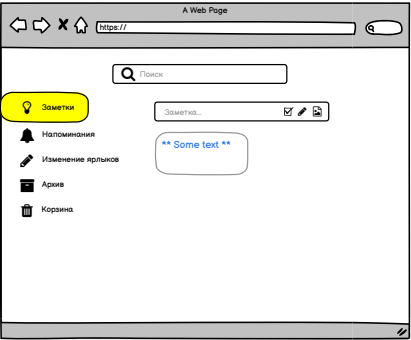 A Web Page
https://
Поиск
Заметки
Заметка...
Напоминания
** Some text **
Изменение ярлыков
Архив
Корзина